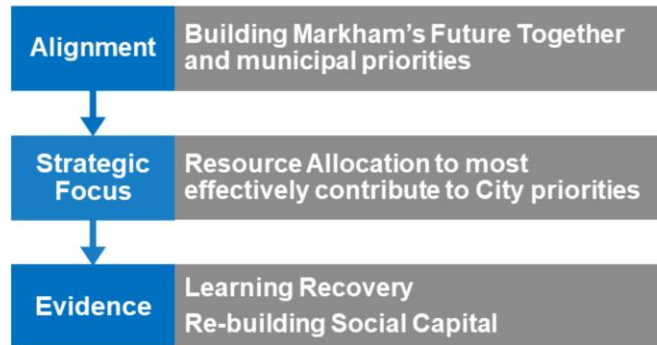 Alignment
Building Markham's Future Together
and municipal priorities
Strategic
Focus
Resource Allocation to most
effectively contribute to City priorities
Evidence
Learning Recovery
Re-building Social Capital